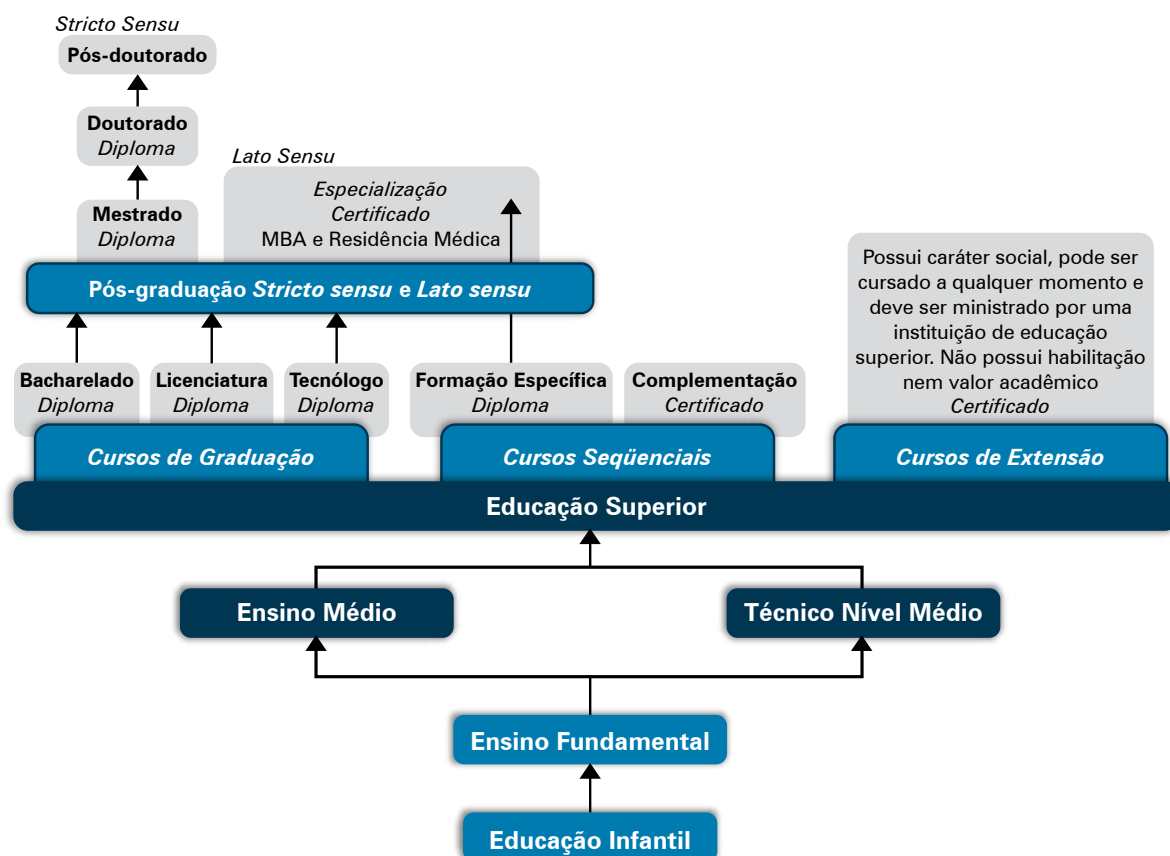 Stricto Sensu
Pós-doutorado
Doutorado
Diploma
Mestrado
Diploma
Lato Sensu
Especialização
Certificado
MBA e Residência Médica
Pós-graduação Stricto sensu e Lato sensu
Bacharelado
Diploma
Licenciatura
Diploma
Tecnólogo
Diploma
Formação Específica
Diploma
Complementação
Certificado
Possui caráter social, pode ser
cursado a qualquer momento e
deve ser ministrado por uma
instituição de educação
superior. Não possui habilitação
nem valor acadêmico
Certificado
Cursos de Graduação
Cursos Seqüenciais
Cursos de Extensão
Educação Superior
Ensino Médio
Técnico Nível Médio
Ensino Fundamental
Educação Infantil